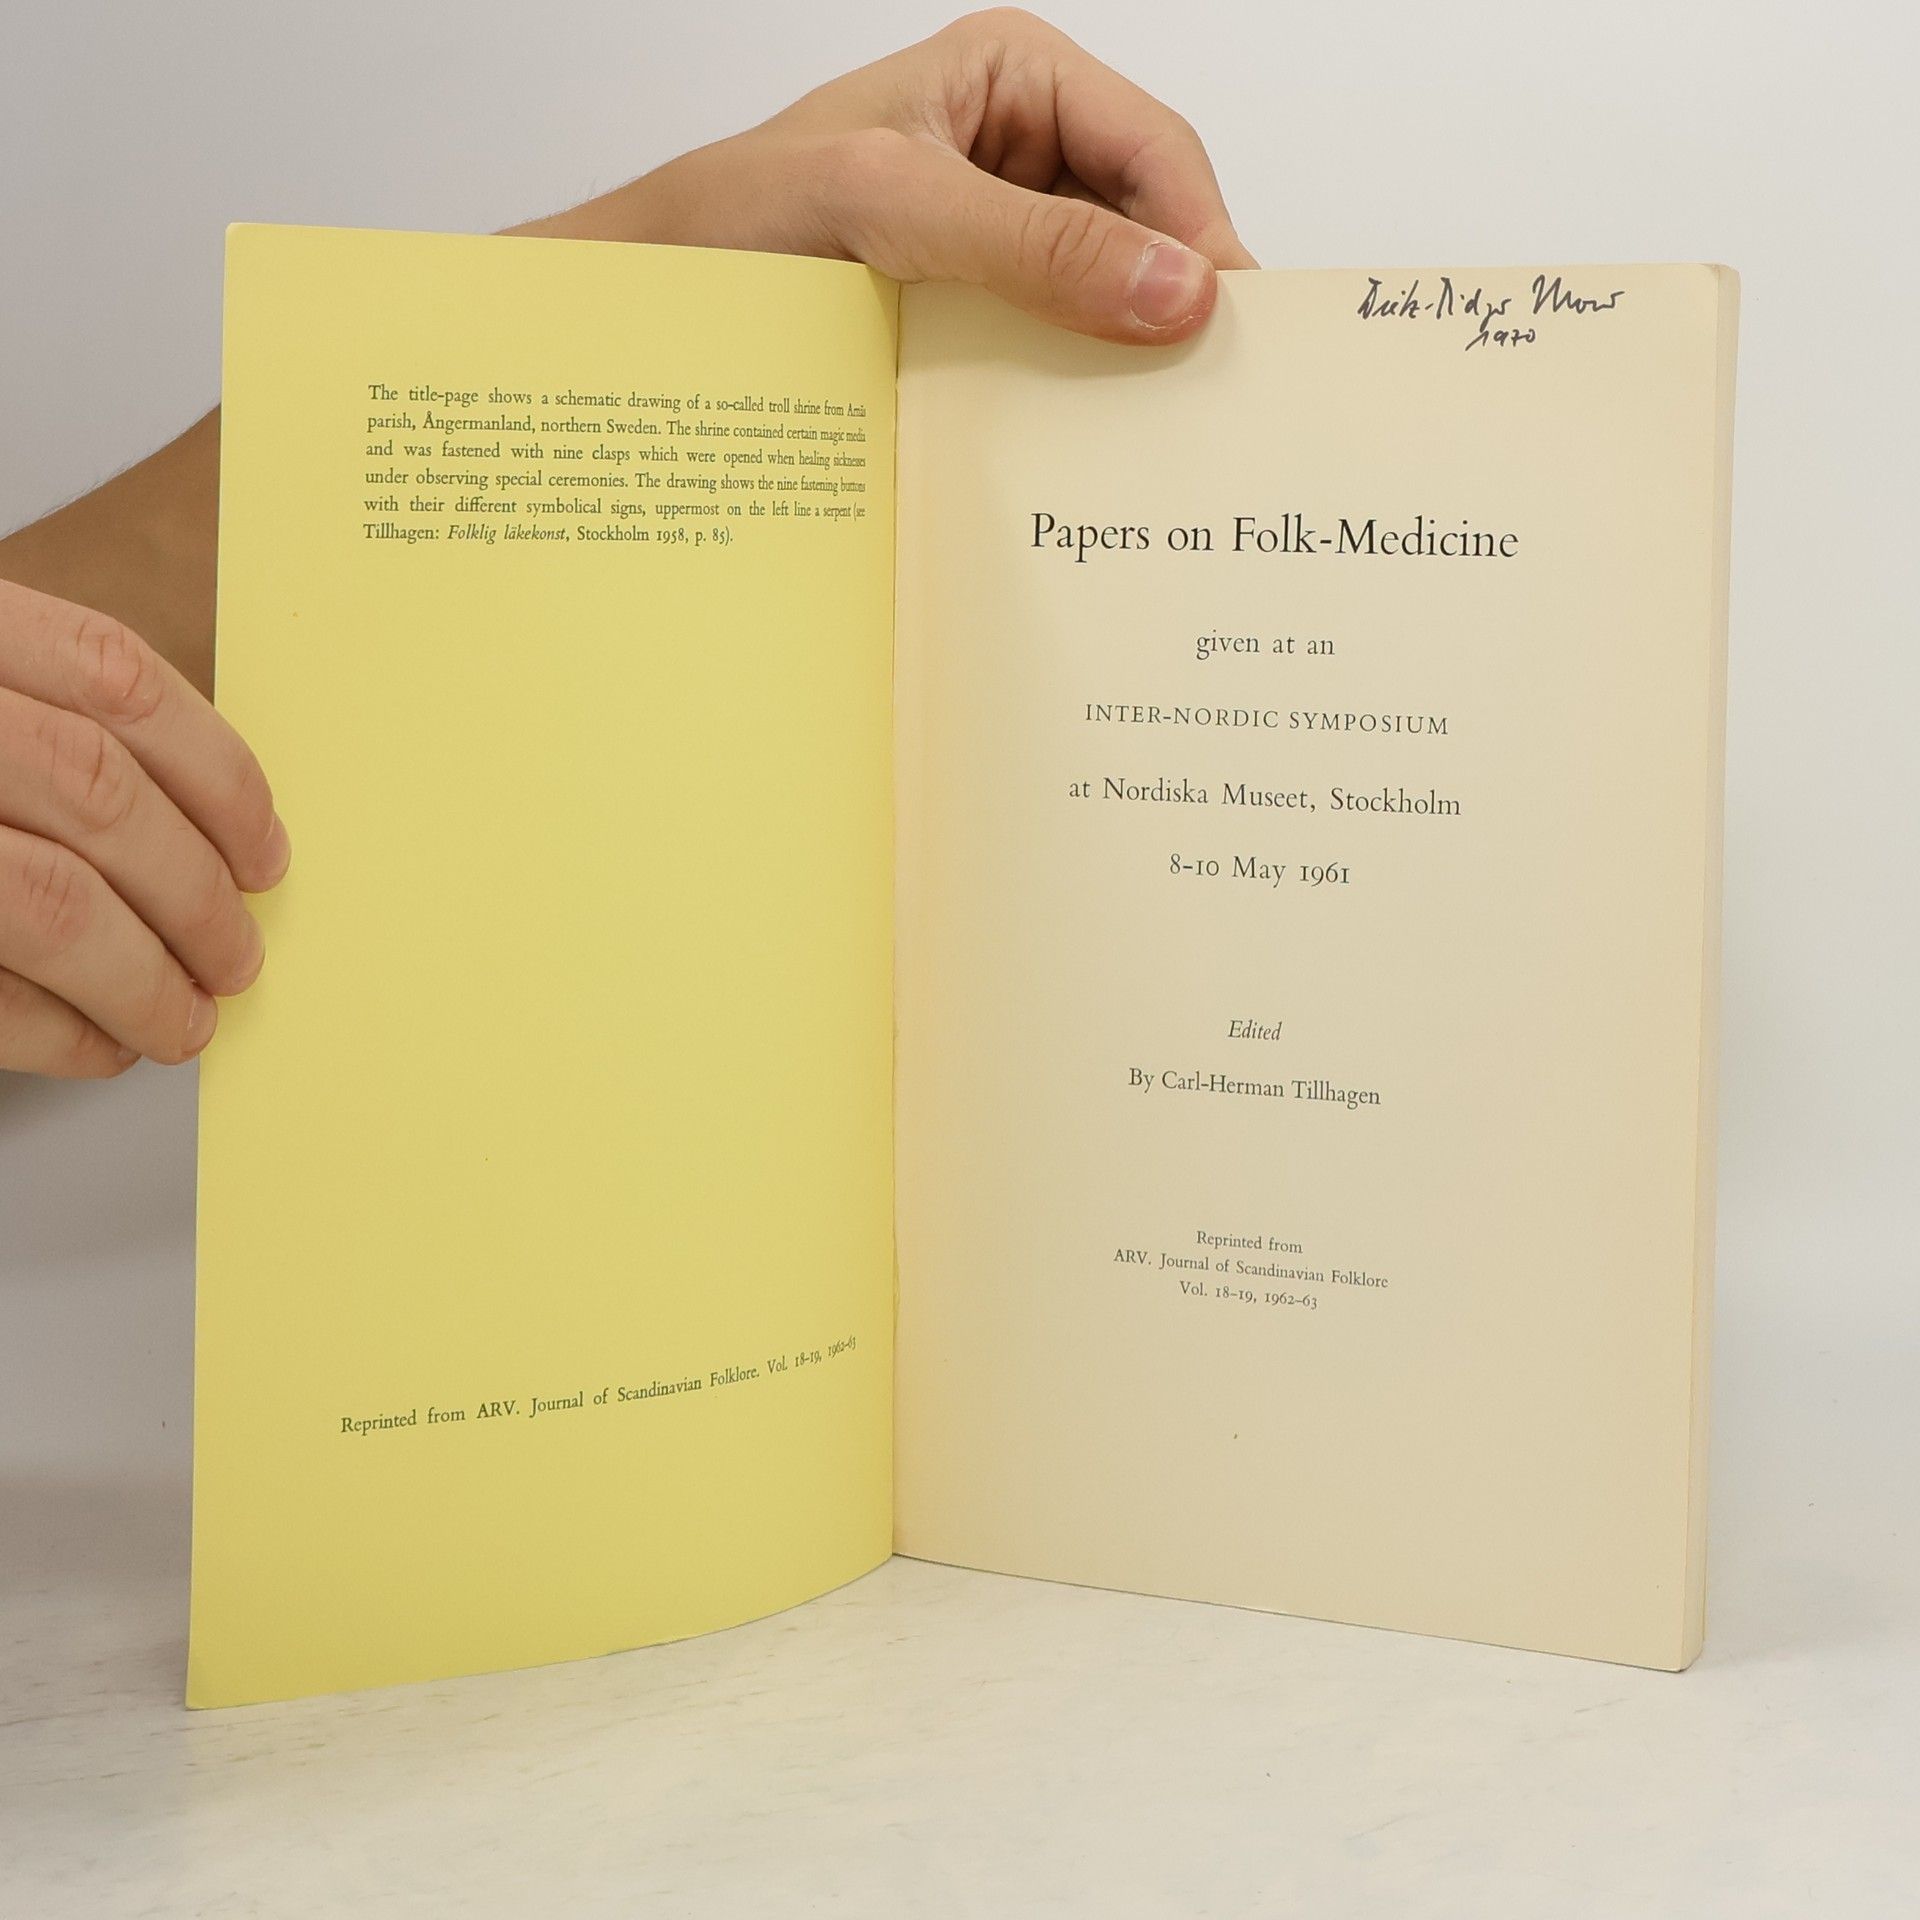 The title-page shows a schematic drawing of a so-called troll shrine from Arnäs
parish, Ångermanland, northern Sweden. The shrine contained certain magic media
and was fastened with nine clasps which were opened when healing sicknesses
under observing special ceremonies. The drawing shows the nine fastening buttons
with their different symbolical signs, uppermost on the left line a serpent (see
Tillhagen: Folklig läkekonst, Stockholm 1958, p. 85).
Reprinted from ARV. Journal of Scandinavian Folklore. Vol. 18-19, 1962-63
1970
Papers on Folk-Medicine
given at an
INTER-NORDIC SYMPOSIUM
at Nordiska Museet, Stockholm
8-10 May 1961
Edited
By Carl-Herman Tillhagen
Reprinted from
ARV. Journal of Scandinavian Folklore
Vol. 18-19, 1962-63